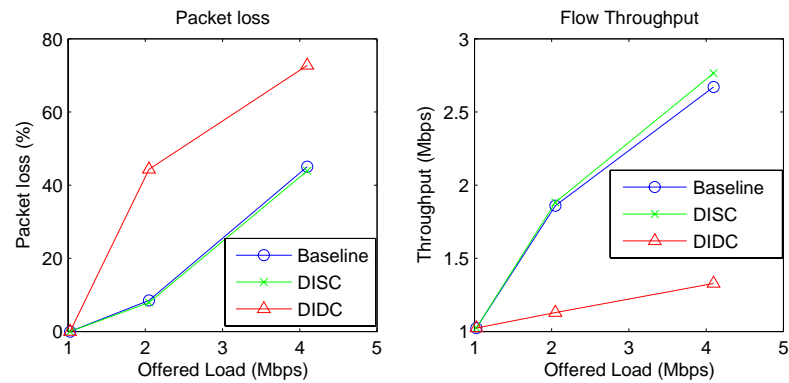 Packet loss
80
60
40
20
0
Packet loss (%)
1 2 3 4 5
Offered Load (Mbps)
Baseline
DISC
DIDC
Flow Throughput
3
2.5
2
1.5
1
Throughput (Mbps)
1 2 3 4 5
Offered Load (Mbps)
Baseline
DISC
DIDC